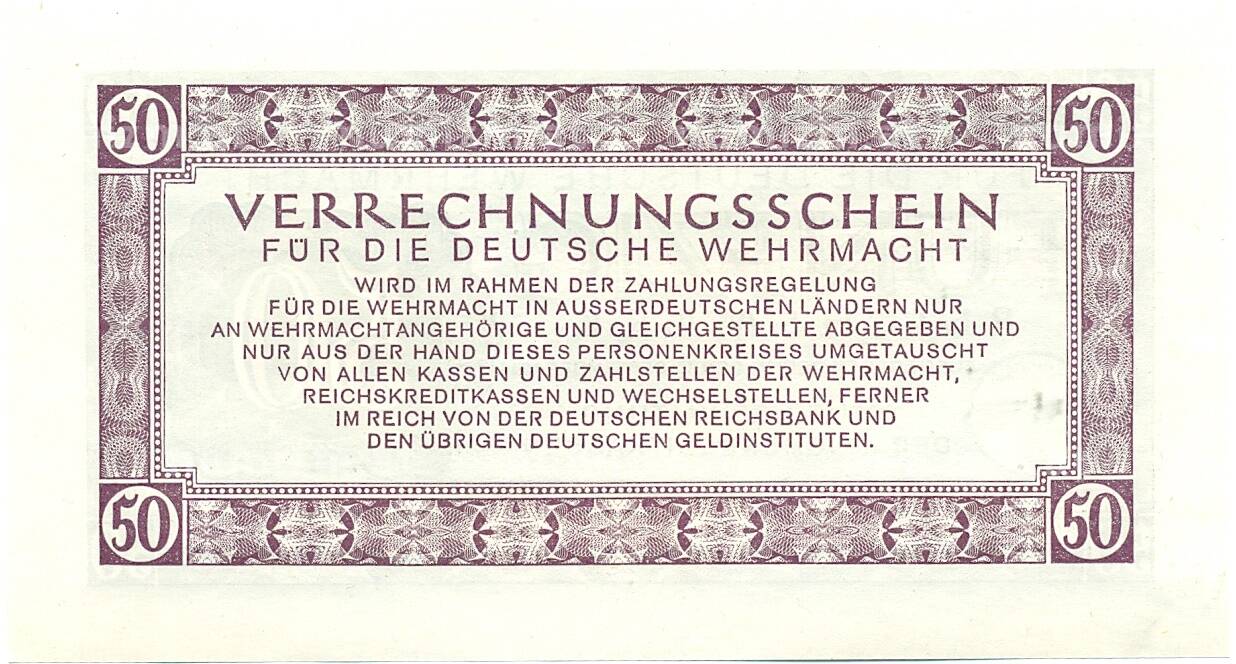 50 50
VERRECHNUNGSSCHEIN
FÜR DIE DEUTSCHE WEHRMACHT
WIRD IM RAHMEN DER ZAHLUNGSREGELUNG
FÜR DIE WEHRMACHT IN AUSSERDEUTSCHEN LÄNDERN NUR
AN WEHRMACHTANGEHÖRIGE UND GLEICHGESTELLTE ABGEGEBEN UND
NUR AUS DER HAND DIESES PERSONENKREISES UMGETAUSCHT
VON ALLEN KASSEN UND ZAHLSTELLEN DER WEHRMACHT,
REICHSKREDITKASSEN UND WECHSELSTELLEN, FERNER
IM REICH VON DER DEUTSCHEN REICHSBANK UND
DEN ÜBRIGEN DEUTSCHEN GELDINSTITUTEN.
50 50